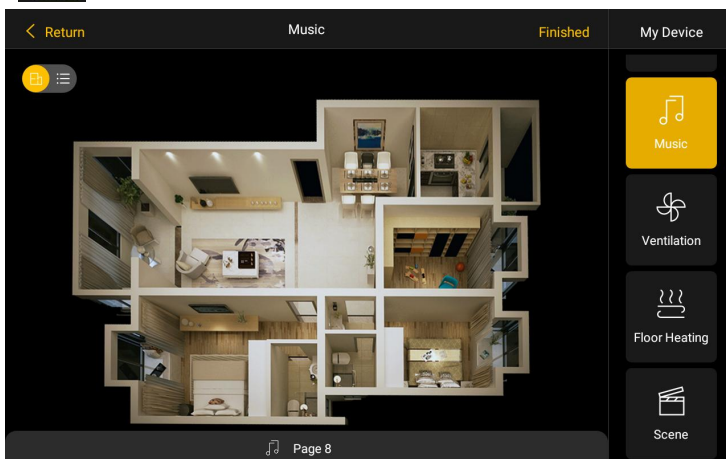 Return
Music
Finished
My Device
Music
Ventilation
Floor Heating
Scene
Page 8